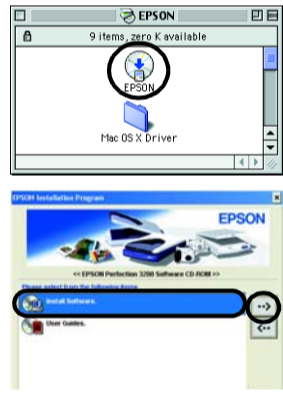 EPSON
9 items, zero K available
EPSON
Mac OS X Driver
EPSON Installation Program
EPSON
<< EPSON Perfection 3200 Software CD-ROM >>
Please select from the following items
Install Software.
-->
User Guides.
<--